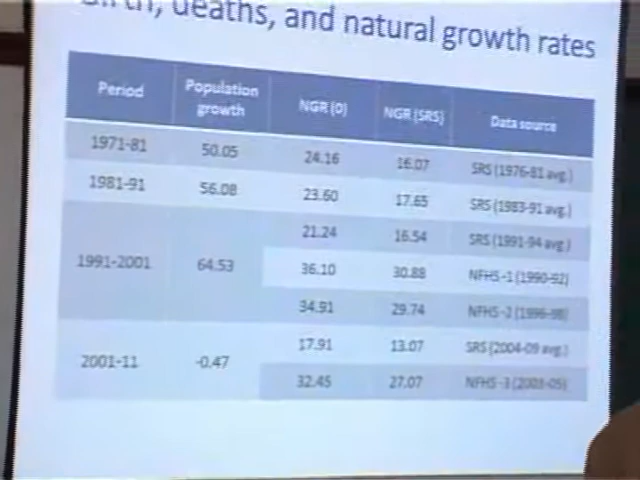 Birth, deaths, and natural growth rates
Period Population growth NGR (0) NGR (SRS) Data source
1971-81 50.05 24.16 16.07 SRS (1976-81 avg.)
1981-91 56.08 23.60 17.65 SRS (1983-91 avg.)
1991-2001 64.53 21.24 16.54 SRS (1991-94 avg.)
36.10 30.88 NFHS -1 (1990-92)
34.91 29.74 NFHS -2 (1996-98)
2001-11 -0.47 17.91 13.07 SRS (2004-09 avg.)
32.45 27.07 NFHS -3 (2003-05)